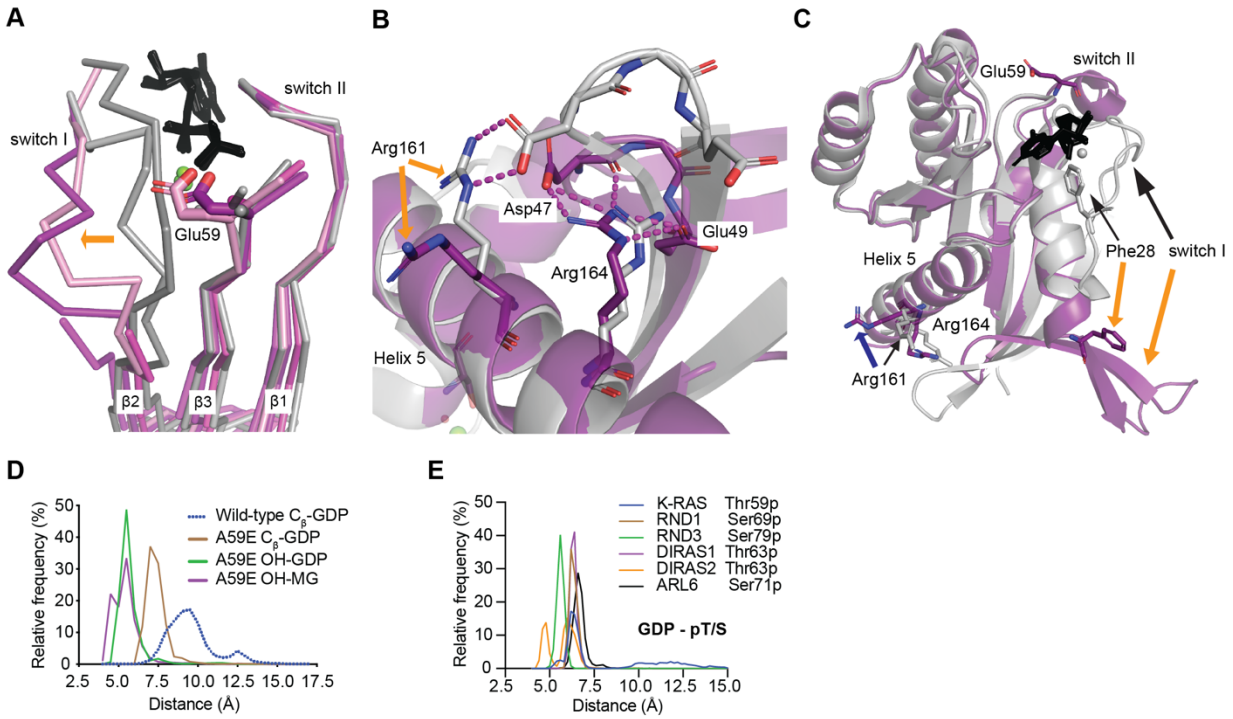 A
switch I
switch II
Glu59
β2
β3
β1
B
Arg161
Asp47
Glu49
Arg164
Helix 5
C
Glu59
switch II
Phe28
switch I
Helix 5
Arg164
Arg161
D
Relative frequency (%)
50
40
30
20
10
0
2.5 5.0 7.5 10.0 12.5 15.0 17.5
Distance (Å)
Wild-type Cβ-GDP
A59E Cβ-GDP
A59E OH-GDP
A59E OH-MG
E
Relative frequency (%)
50
40
30
20
10
0
2.5 5.0 7.5 10.0 12.5 15.0
Distance (Å)
K-RAS Thr59p
RND1 Ser69p
RND3 Ser79p
DIRAS1 Thr63p
DIRAS2 Thr63p
ARL6 Ser71p
GDP - pT/S